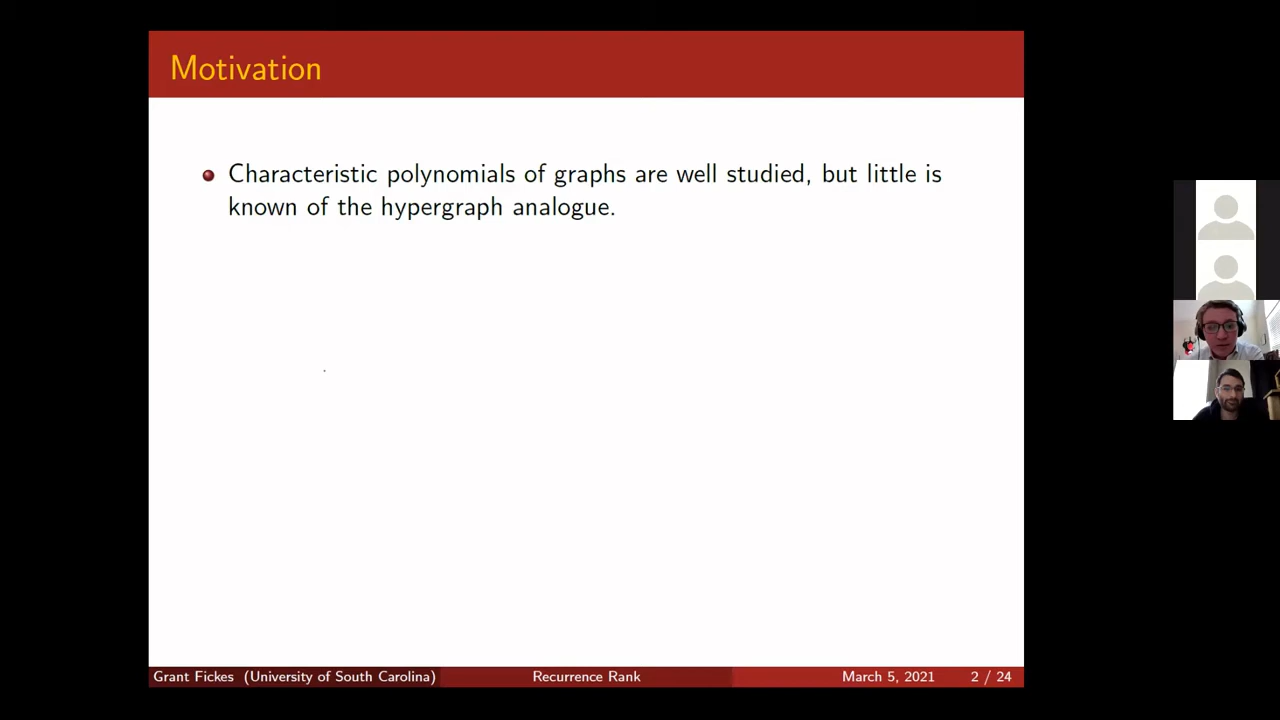 Motivation
Characteristic polynomials of graphs are well studied, but little is
known of the hypergraph analogue.
Grant Fickes (University of South Carolina) Recurrence Rank March 5, 2021 2 / 24